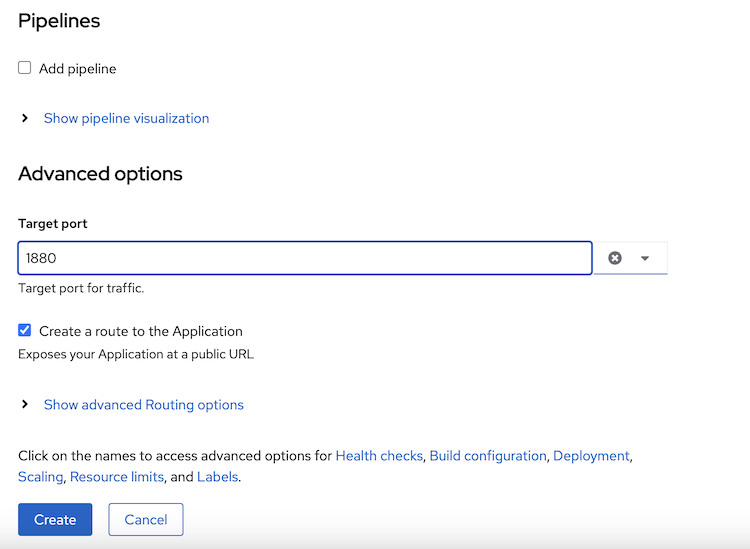 Pipelines
Add pipeline
Show pipeline visualization
Advanced options
Target port
1880
Target port for traffic.
Create a route to the Application
Exposes your Application at a public URL
Show advanced Routing options
Click on the names to access advanced options for Health checks, Build configuration, Deployment,
Scaling, Resource limits, and Labels.
Create Cancel